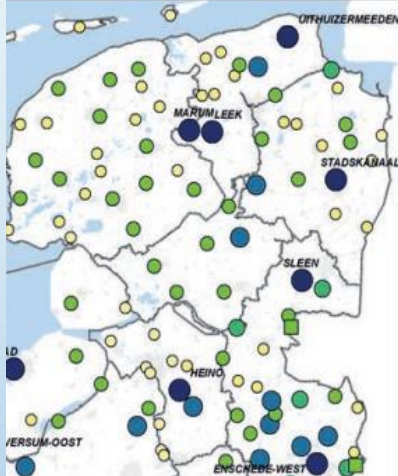 UITHUIZERMEEDEN
MARUM LEEK
STADSKANAAL
SLEEN
AD
HEINO
VERSUM-OOST
ENSCHEDE-WEST